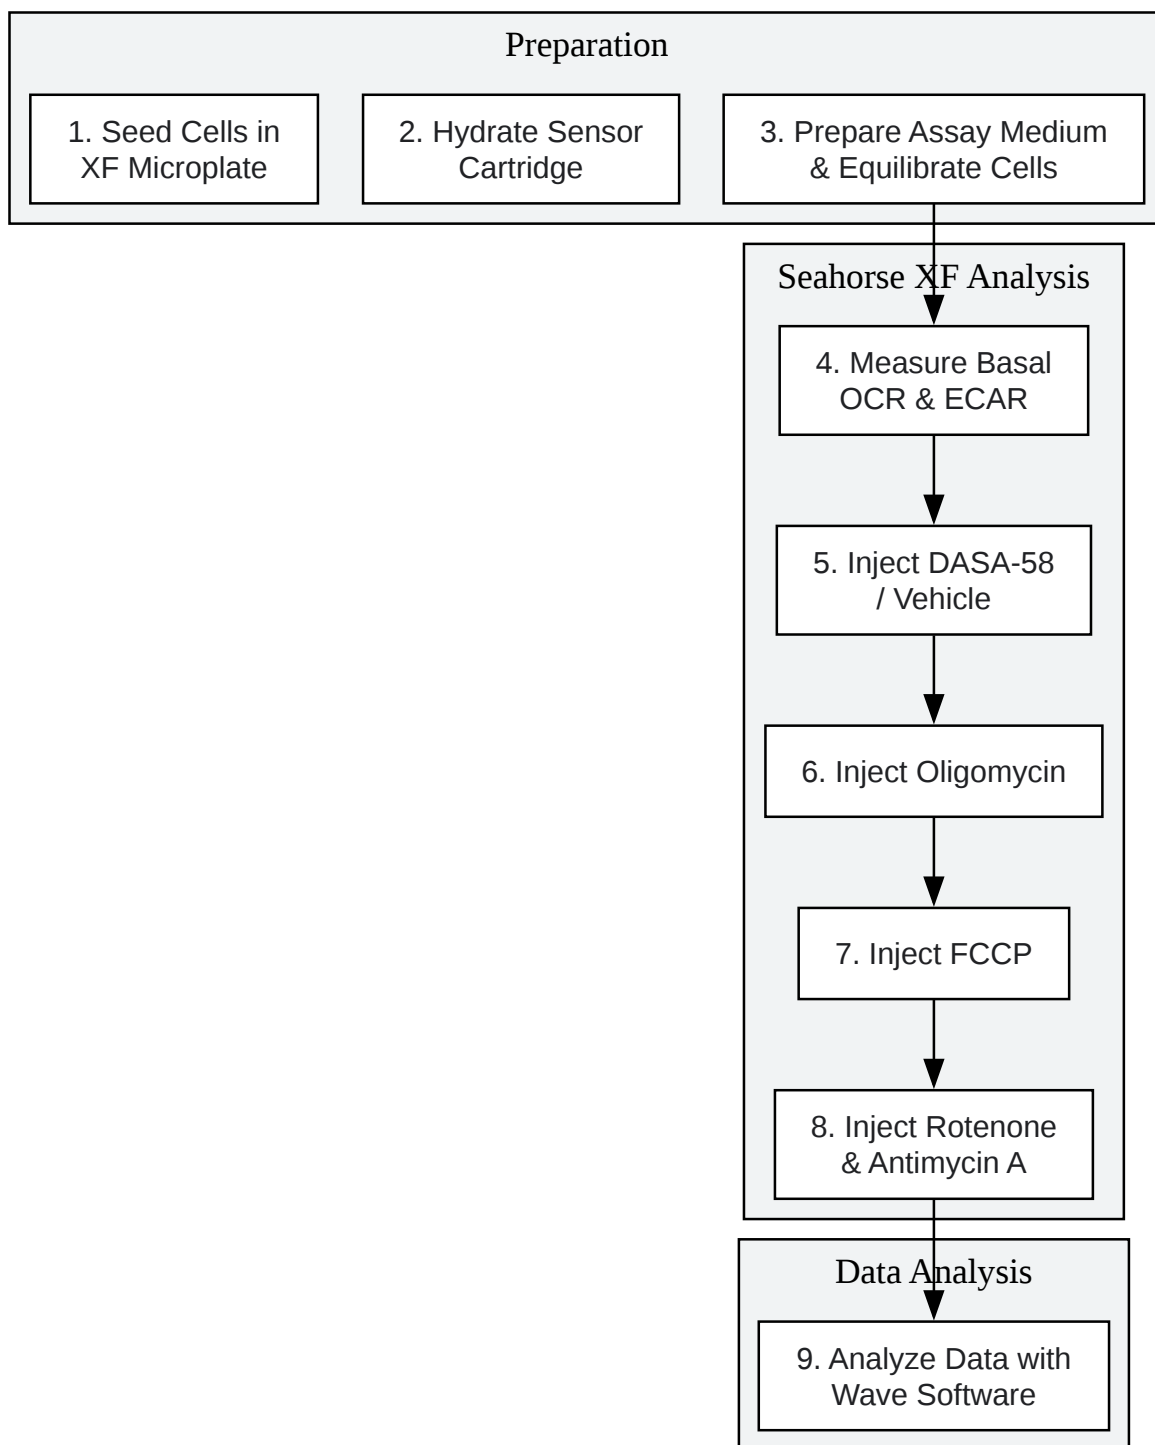 Preparation
1. Seed Cells in
XF Microplate
2. Hydrate Sensor
Cartridge
3. Prepare Assay Medium
& Equilibrate Cells
Seahorse XF Analysis
4. Measure Basal
OCR & ECAR
5. Inject DASA-58
/ Vehicle
6. Inject Oligomycin
7. Inject FCCP
8. Inject Rotenone
& Antimycin A
Data Analysis
9. Analyze Data with
Wave Software